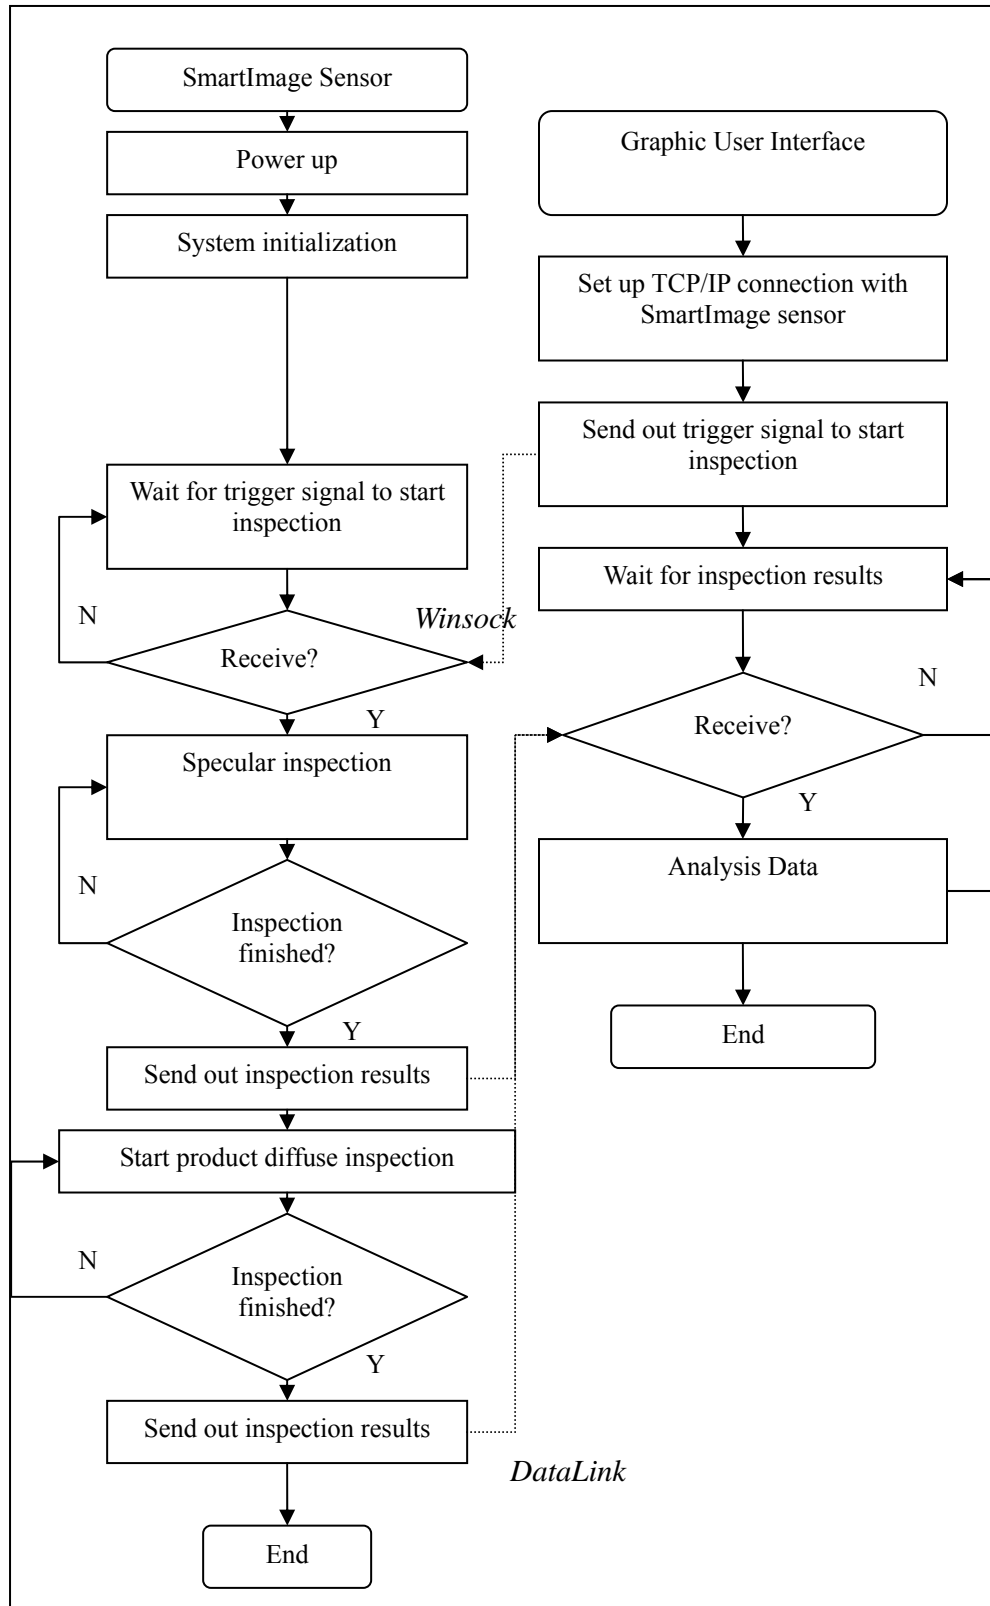 SmartImage Sensor
Power up
System initialization
Wait for trigger signal to start
inspection
N
Receive?
Winsock
Y
Specular inspection
N
Inspection
finished?
Y
Send out inspection results
Start product diffuse inspection
N
Inspection
finished?
Y
Send out inspection results
DataLink
End
Graphic User Interface
Set up TCP/IP connection with
SmartImage sensor
Send out trigger signal to start
inspection
Wait for inspection results
N
Receive?
Y
Analysis Data
End